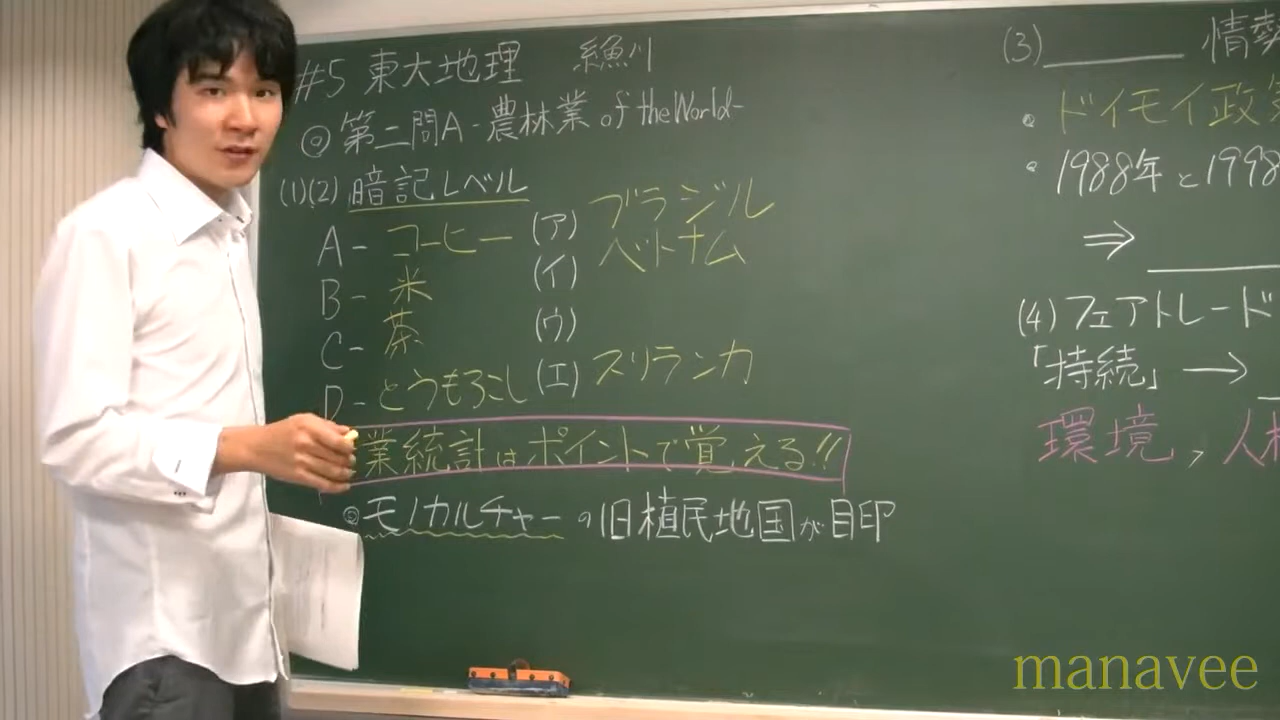 #5 東大地理 糸魚川
◎ 第二問A - 農林業 of the World-
(1)(2) 暗記レベル
A - コーヒー (ア) ブラジル
B - 米 (イ) ベトナム
C - 茶 (ウ)
D - とうもろこし (エ) スリランカ
業統計はポイントで覚える!!
◎ モノカルチャーの旧植民地国が目印
(3) 情勢
• ドイモイ政策
• 1988年と1998
⇒
(4) フェアトレード
「持続」 →
環境, 人権
manavee